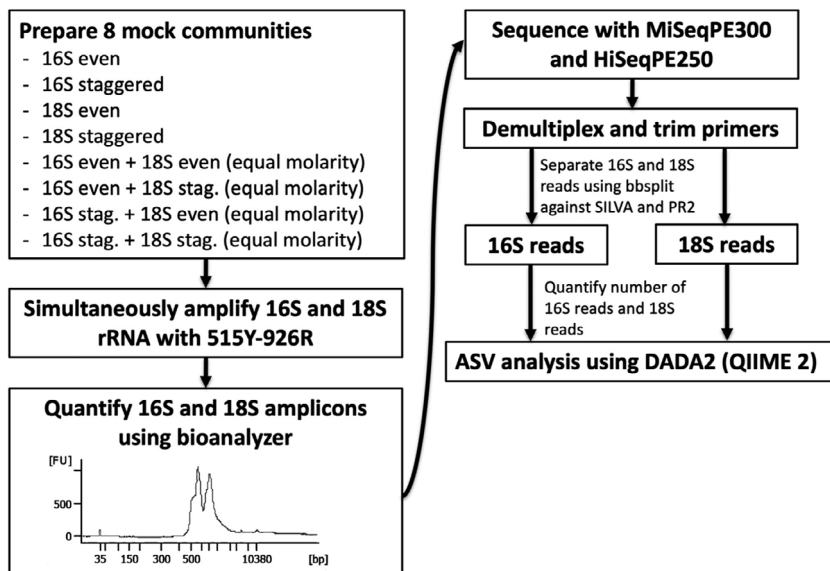 Prepare 8 mock communities
- 16S even
- 16S staggered
- 18S even
- 18S staggered
- 16S even + 18S even (equal molarity)
- 16S even + 18S stag. (equal molarity)
- 16S stag. + 18S even (equal molarity)
- 16S stag. + 18S stag. (equal molarity)
Simultaneously amplify 16S and 18S
rRNA with 515Y-926R
Quantify 16S and 18S amplicons
using bioanalyzer
[FU]
500
0
35 150 300 500 10380 [bp]
Sequence with MiSeqPE300
and HiSeqPE250
Demultiplex and trim primers
Separate 16S and 18S
reads using bbsplit
against SILVA and PR2
16S reads
18S reads
Quantify number of
16S reads and 18S
reads
ASV analysis using DADA2 (QIIME 2)